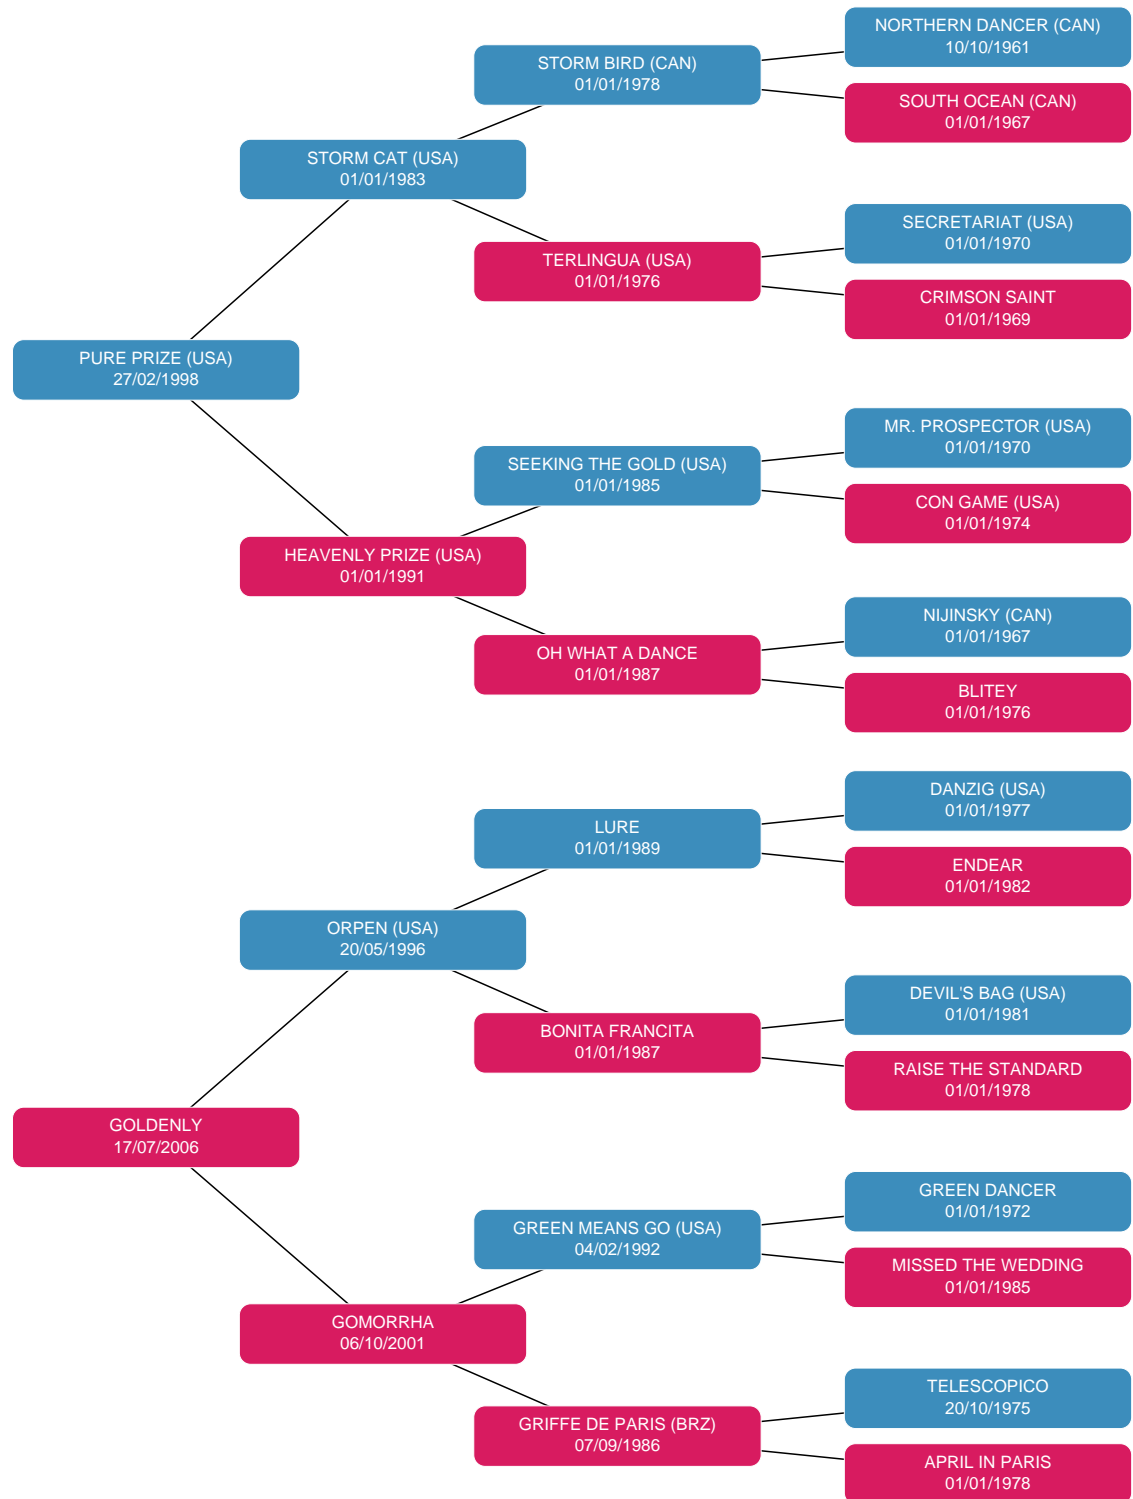 NORTHERN DANCER (CAN)
10/10/1961
STORM BIRD (CAN)
01/01/1978
SOUTH OCEAN (CAN)
01/01/1967
STORM CAT (USA)
01/01/1983
SECRETARIAT (USA)
01/01/1970
TERLINGUA (USA)
01/01/1976
CRIMSON SAINT
01/01/1969
PURE PRIZE (USA)
27/02/1998
MR. PROSPECTOR (USA)
01/01/1970
SEEKING THE GOLD (USA)
01/01/1985
CON GAME (USA)
01/01/1974
HEAVENLY PRIZE (USA)
01/01/1991
NIJINSKY (CAN)
01/01/1967
OH WHAT A DANCE
01/01/1987
BLITEY
01/01/1976
DANZIG (USA)
01/01/1977
LURE
01/01/1989
ENDEAR
01/01/1982
ORPEN (USA)
20/05/1996
DEVIL'S BAG (USA)
01/01/1981
BONITA FRANCITA
01/01/1987
RAISE THE STANDARD
01/01/1978
GOLDENLY
17/07/2006
GREEN DANCER
01/01/1972
GREEN MEANS GO (USA)
04/02/1992
MISSED THE WEDDING
01/01/1985
GOMORRHA
06/10/2001
TELESCOPICO
20/10/1975
GRIFFE DE PARIS (BRZ)
07/09/1986
APRIL IN PARIS
01/01/1978